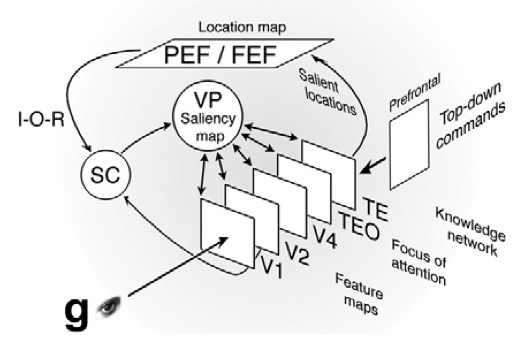 Location map
PEF / FEF
Salient
locations
VP
Saliency
map
I-O-R
SC
Prefrontal
Top-down
commands
TE
TEO
V4
V2
V1
Knowledge
network
Focus of
attention
Feature
maps
g